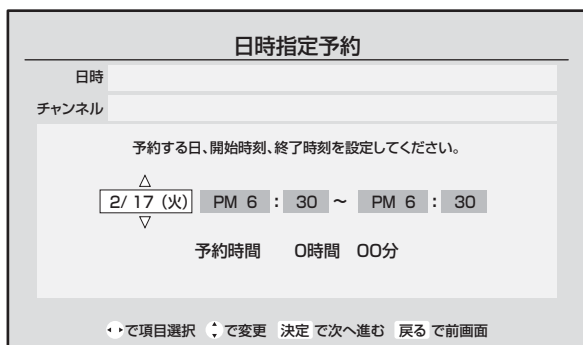 日時指定予約
日時
チャンネル
予約する日、開始時刻、終了時刻を設定してください。
2/ 17 (火) PM 6 : 30 ~ PM 6 : 30
予約時間 0時間 00分
で項目選択 で変更 決定 で次へ進む 戻る で前画面